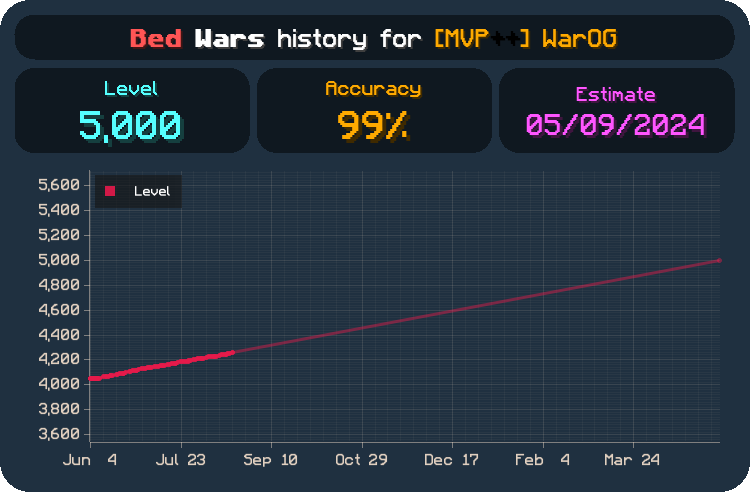 Bed Wars history for [MVP++] WarOG
Level
Accuracy
Estimate
5,000
99%
05/09/2024
Level
5,600
5,400
5,200
5,000
4,800
4,600
4,400
4,200
4,000
3,800
3,600
Jun 4 Jul 23 Sep 10 Oct 29 Dec 17 Feb 4 Mar 24